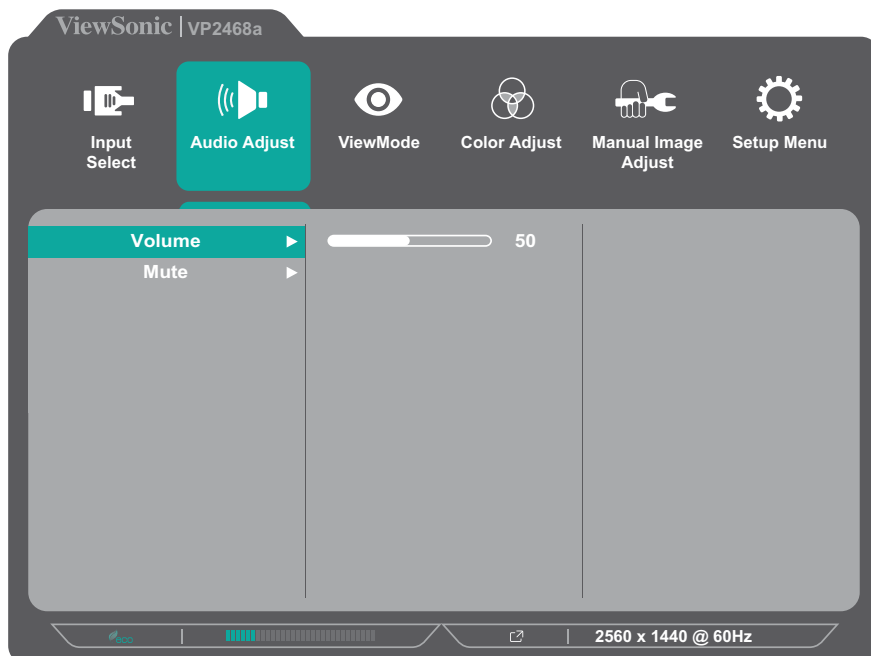 ViewSonic | VP2468a
Input Select
Audio Adjust
ViewMode
Color Adjust
Manual Image Adjust
Setup Menu
Volume
50
Mute
eco
2560 x 1440 @ 60Hz